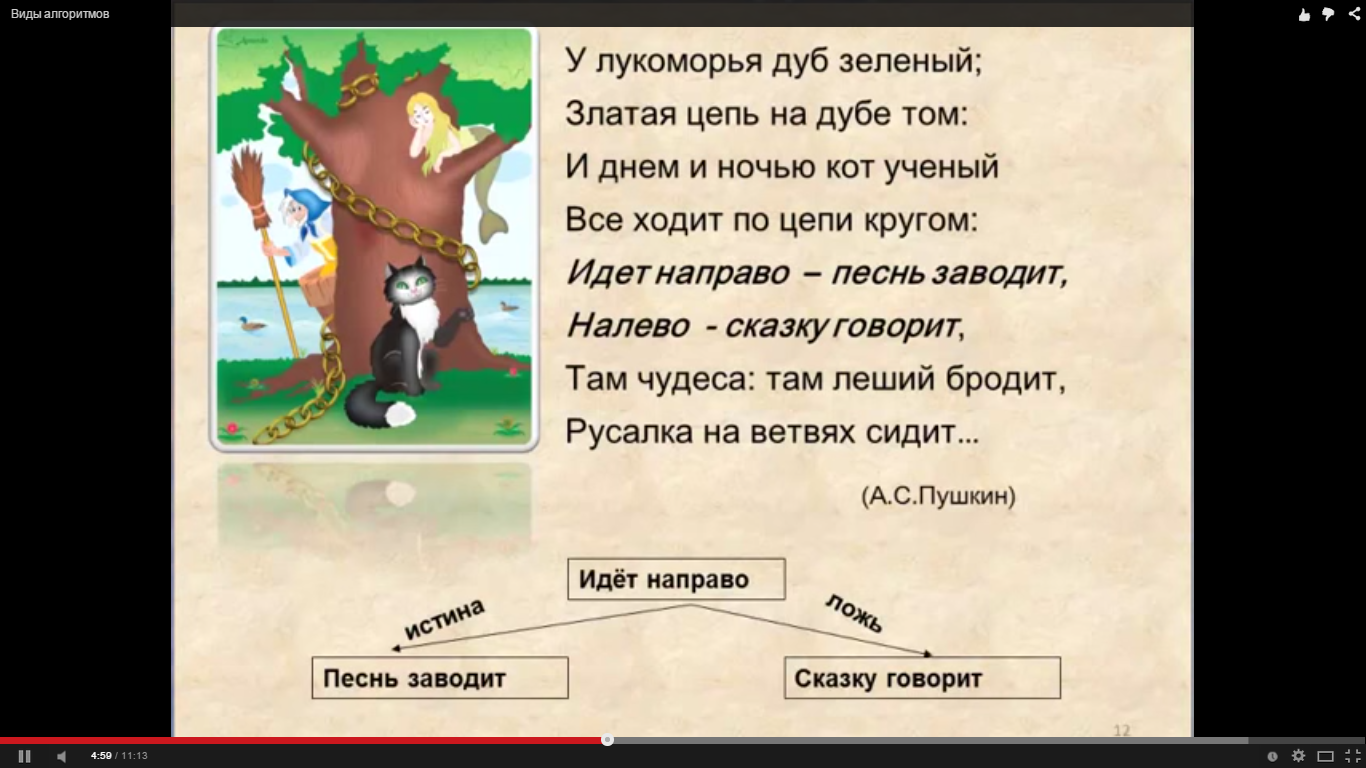 Виды алгоритмов
У лукоморья дуб зеленый;
Златая цепь на дубе том:
И днем и ночью кот ученый
Все ходит по цепи кругом:
Идет направо – песнь заводит,
Налево - сказку говорит,
Там чудеса: там леший бродит,
Русалка на ветвях сидит...
(А.С.Пушкин)
Идёт направо
истина
ложь
Песнь заводит
Сказку говорит
12
4:59 / 11:13